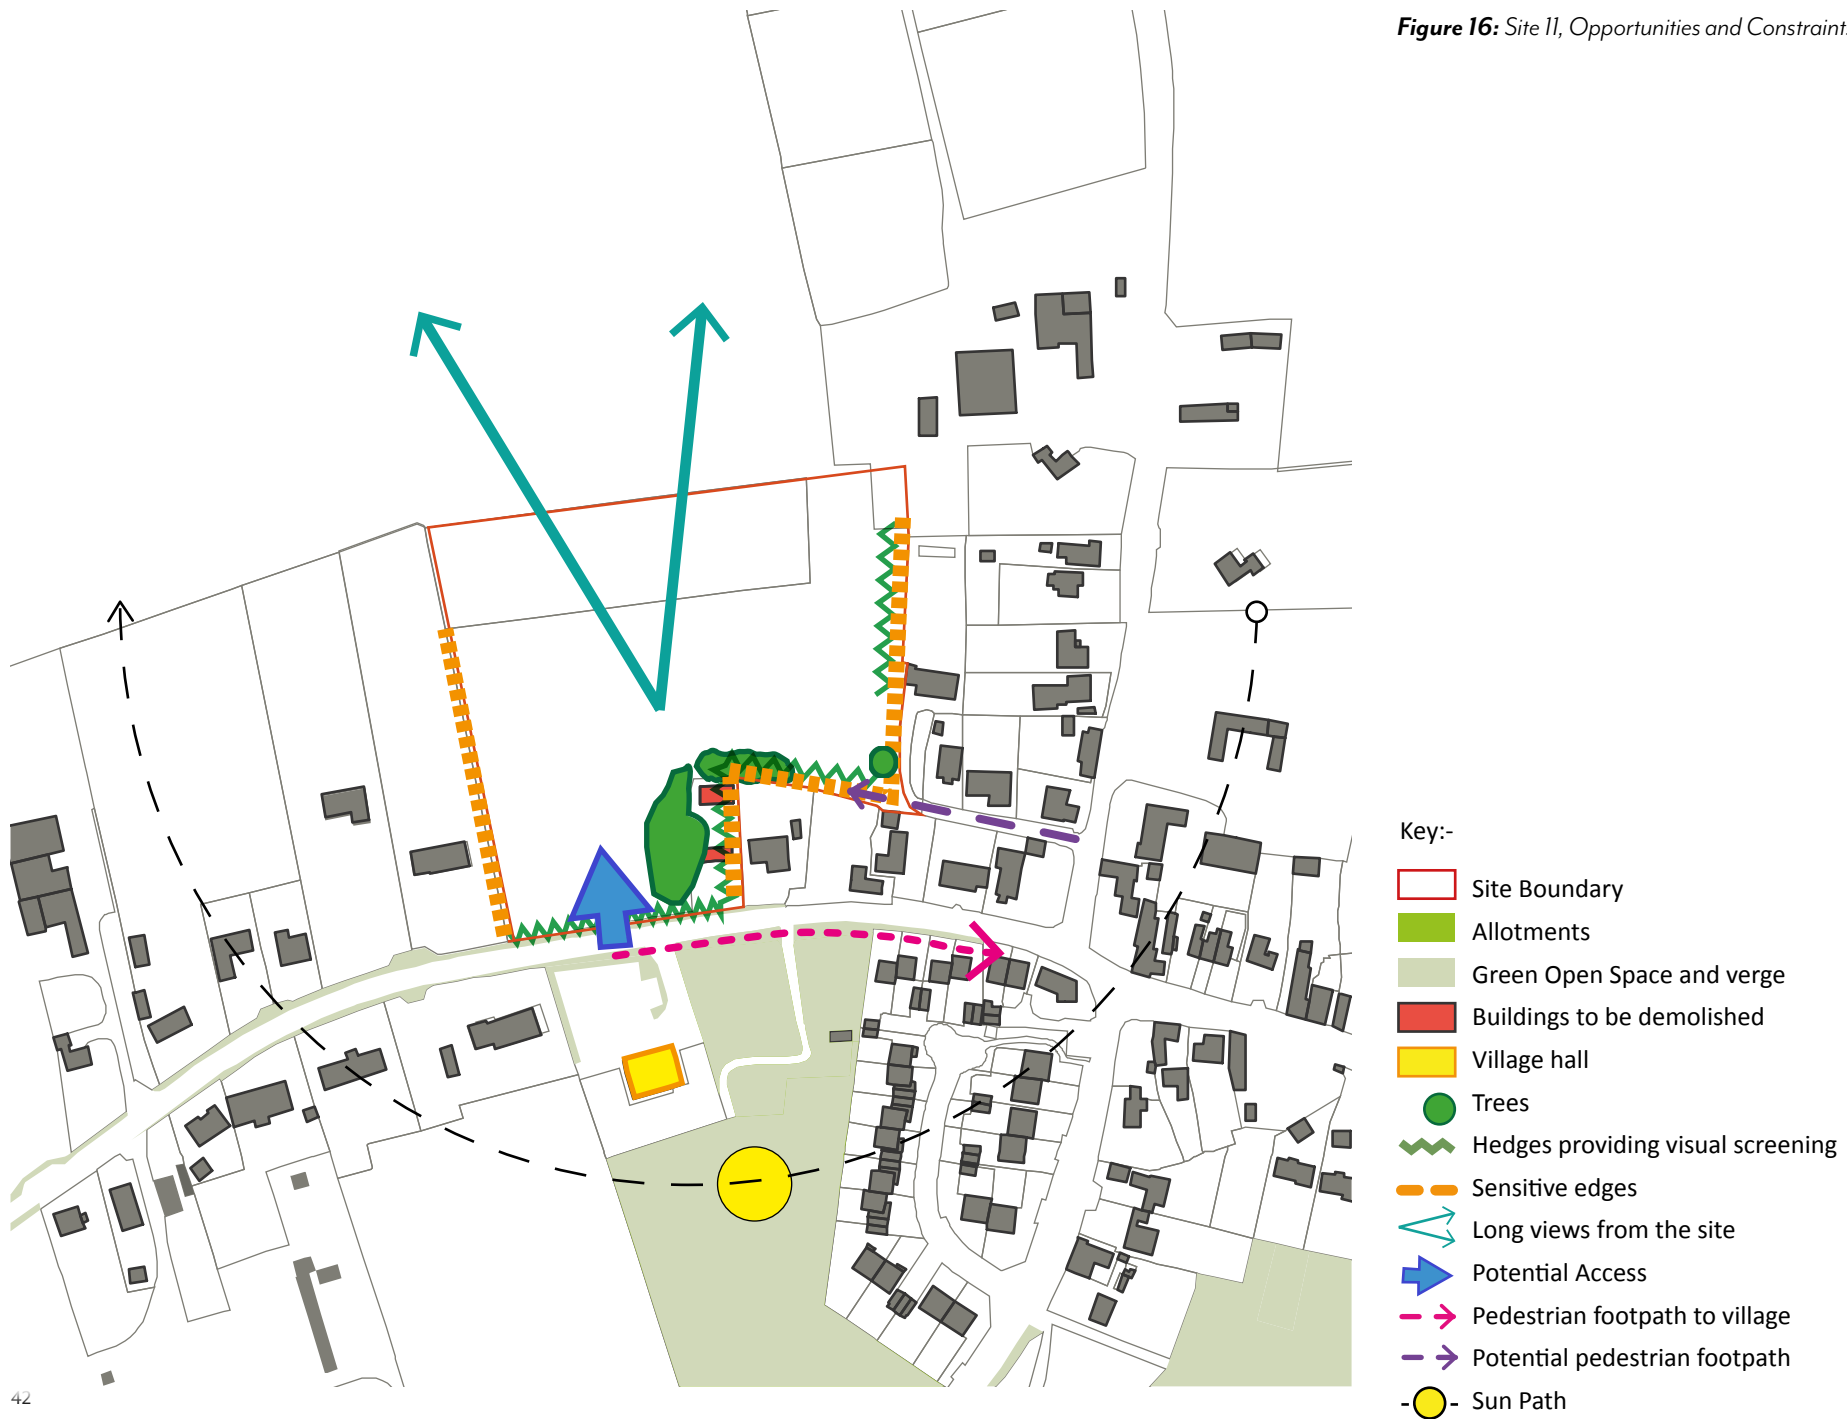 Figure 16: Site 11, Opportunities and Constraint
Key:-
Site Boundary
Allotments
Green Open Space and verge
Buildings to be demolished
Village hall
Trees
Hedges providing visual screening
Sensitive edges
Long views from the site
Potential Access
Pedestrian footpath to village
Potential pedestrian footpath
Sun Path
42